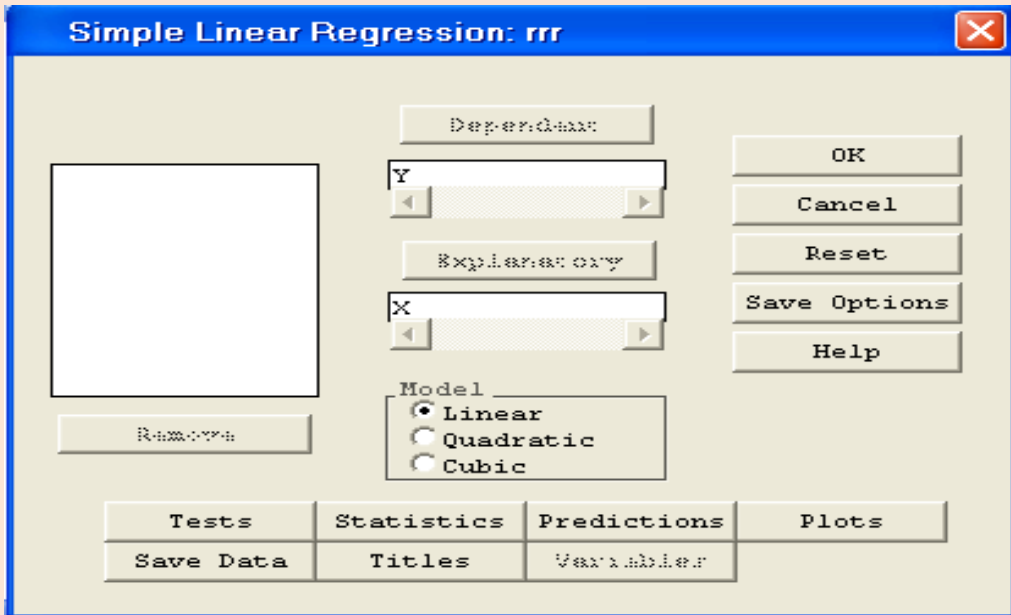 Simple Linear Regression: rrr
Dependent
Y
Explanatory
X
Remove
Model
Linear
Quadratic
Cubic
OK
Cancel
Reset
Save Options
Help
Tests
Statistics
Predictions
Plots
Save Data
Titles
Variables